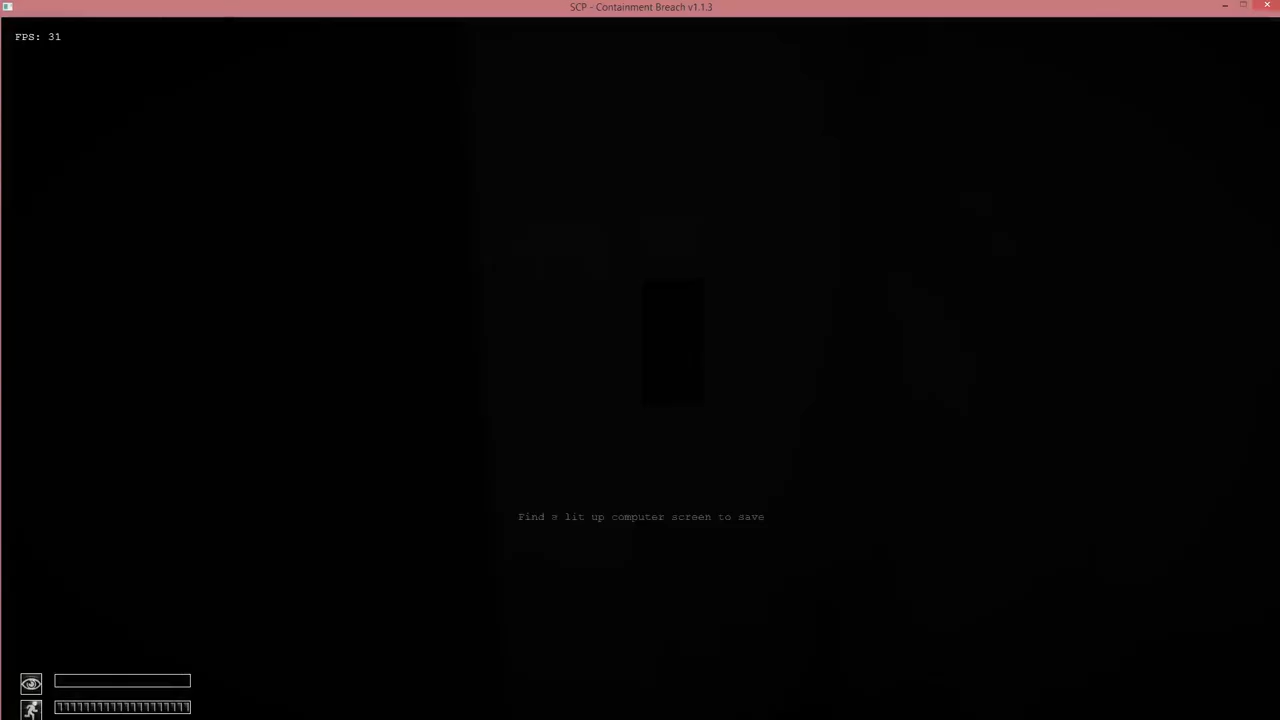 SCP - Containment Breach v1.1.3
FPS: 31
Find a lit up computer screen to save